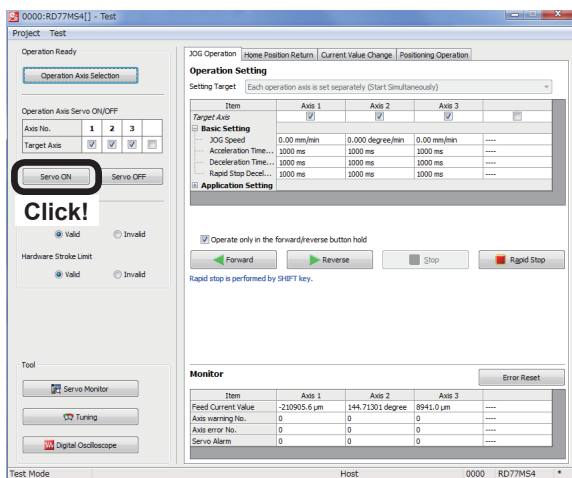 0000:RD77MS4[] - Test
Project Test
Operation Ready
Operation Axis Selection
Operation Axis Servo ON/OFF
Axis No. 1 2 3
Target Axis
Servo ON Servo OFF
Click!
Valid Invalid
Hardware Stroke Limit
Valid Invalid
Tool
Servo Monitor
Tuning
Digital Oscilloscope
JOG Operation Home Position Return Current Value Change Positioning Operation
Operation Setting
Setting Target Each operation axis is set separately (Start Simultaneously)
Item Axis 1 Axis 2 Axis 3
Target Axis
Basic Setting
JOG Speed 0.00 mm/min 0.000 degree/min 0.00 mm/min ----
Acceleration Time... 1000 ms 1000 ms 1000 ms ----
Deceleration Time... 1000 ms 1000 ms 1000 ms ----
Rapid Stop Decel... 1000 ms 1000 ms 1000 ms ----
Application Setting
Operate only in the forward/reverse button hold
Forward Reverse Stop Rapid Stop
Rapid stop is performed by SHIFT key.
Monitor
Error Reset
Item Axis 1 Axis 2 Axis 3
Feed Current Value -210905.6 µm 144.71301 degree 8941.0 µm ----
Axis warning No. 0 0 0 ----
Axis error No. 0 0 0 ----
Servo Alarm 0 0 0 ----
Test Mode Host 0000 RD77MS4 *